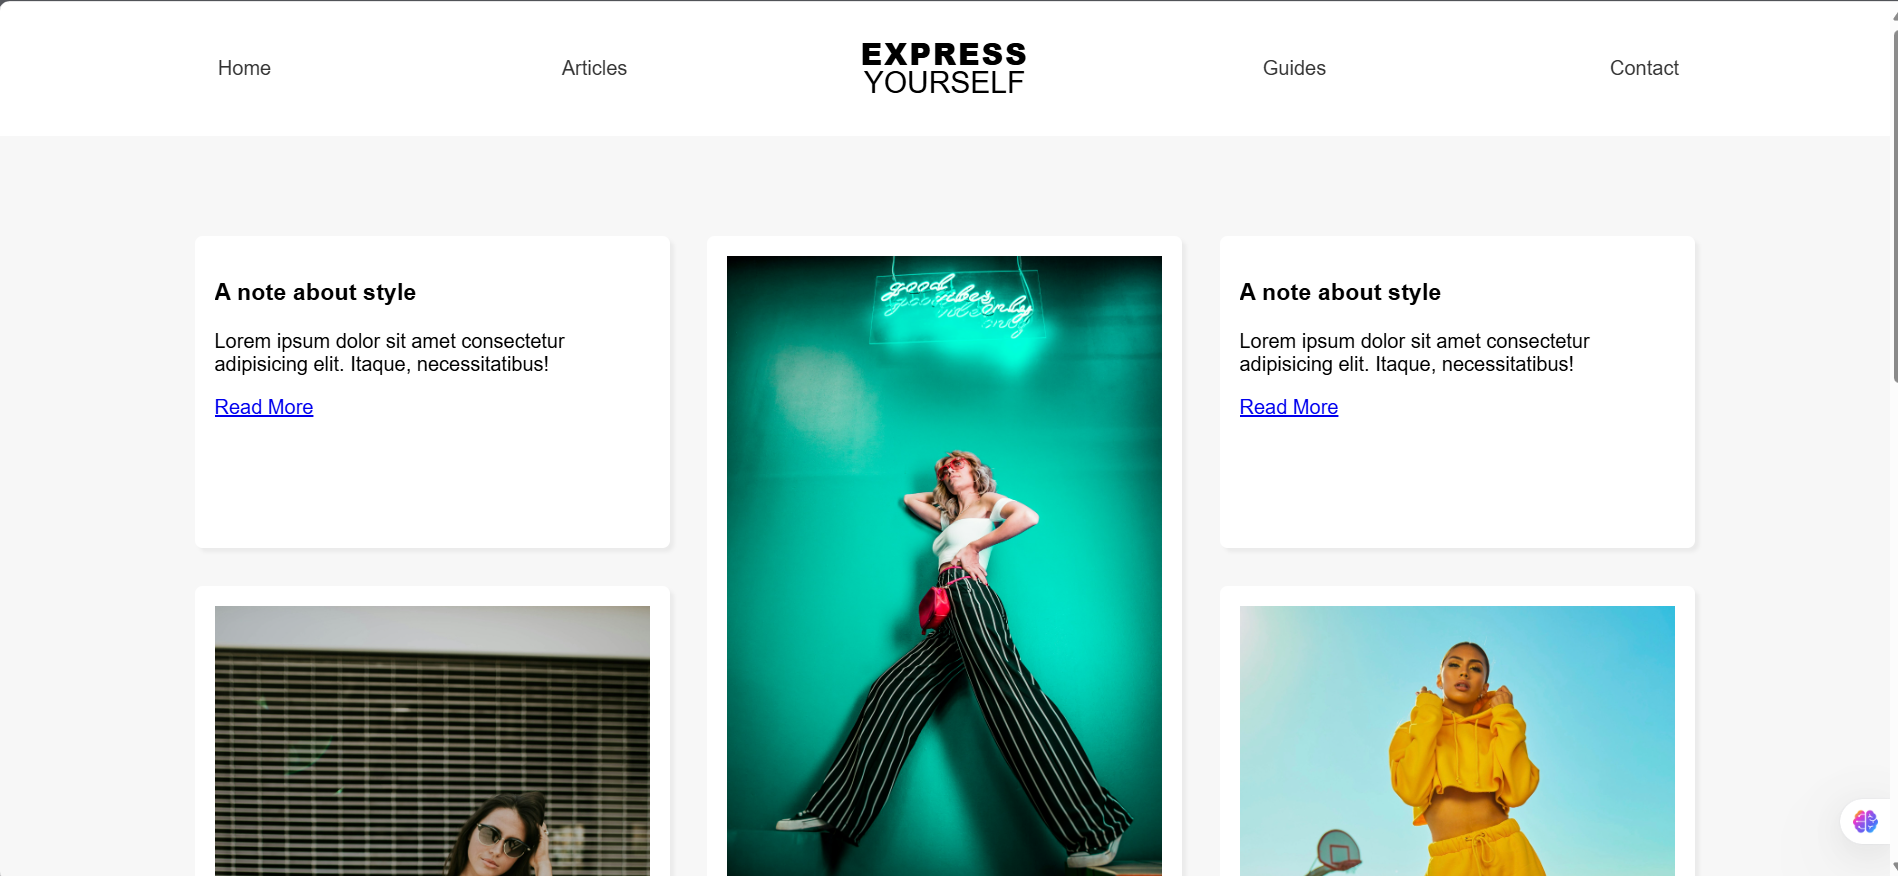 Home
Articles
EXPRESS
YOURSELF
Guides
Contact
A note about style
Lorem ipsum dolor sit amet consectetur
adipisicing elit. Itaque, necessitatibus!
Read More
good vibes only
A note about style
Lorem ipsum dolor sit amet consectetur
adipisicing elit. Itaque, necessitatibus!
Read More